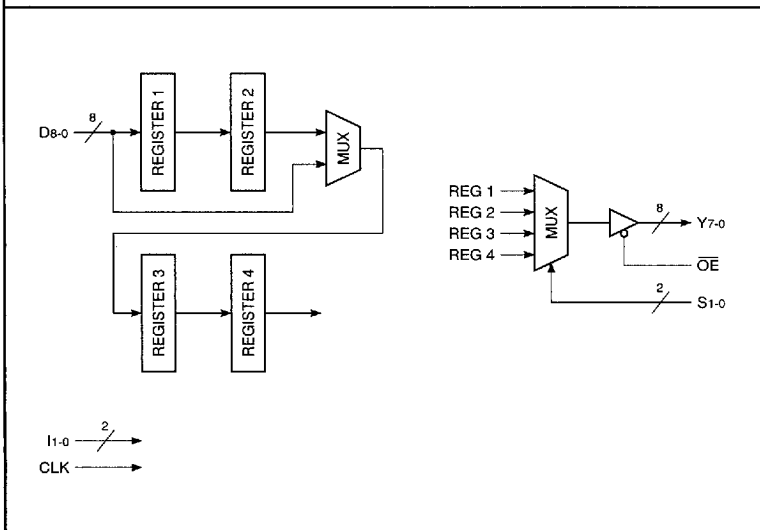 8
D8-0
REGISTER 1
REGISTER 2
MUX
REG 1
REG 2
REG 3
REG 4
MUX
8
Y7-0
OE
2
S1-0
REGISTER 3
REGISTER 4
2
I1-0
CLK